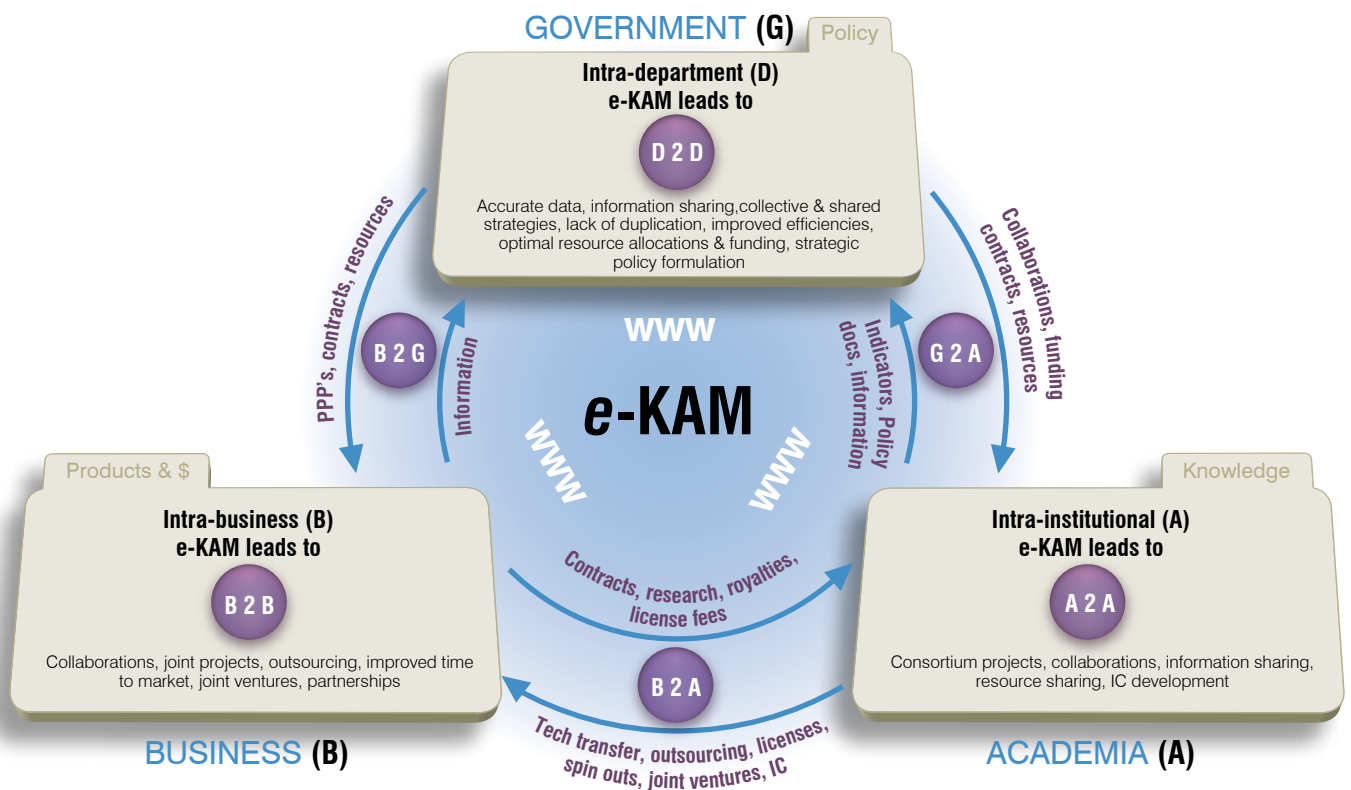 GOVERNMENT (G)
Policy
Intra-department (D)
e-KAM leads to
D 2 D
Accurate data, information sharing,collective & shared
strategies, lack of duplication, improved efficiencies,
optimal resource allocations & funding, strategic
policy formulation
PPP's, contracts, resources
B 2 G
Information
www
e-KAM
www
www
Indicators, Policy
docs, information
G 2 A
Collaborations, funding
contracts, resources
Products & $
Intra-business (B)
e-KAM leads to
B 2 B
Collaborations, joint projects, outsourcing, improved time
to market, joint ventures, partnerships
BUSINESS (B)
Contracts, research, royalties,
license fees
B 2 A
Tech transfer, outsourcing, licenses,
spin outs, joint ventures, IC
Knowledge
Intra-institutional (A)
e-KAM leads to
A 2 A
Consortium projects, collaborations, information sharing,
resource sharing, IC development
ACADEMIA (A)